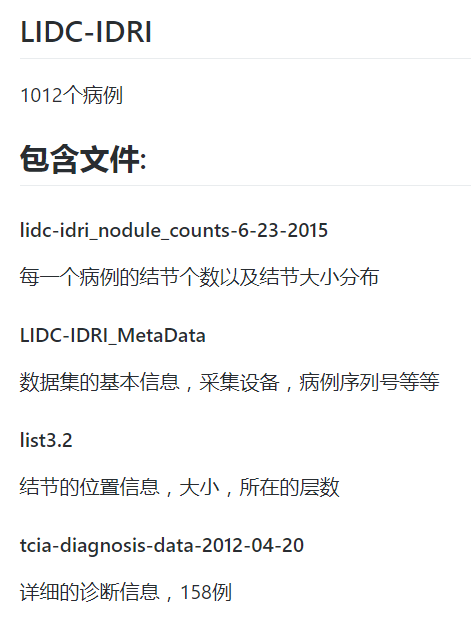 LIDC-IDRI
1012个病例
包含文件:
lidc-idri_nodule_counts-6-23-2015
每一个病例的结节个数以及结节大小分布
LIDC-IDRI_MetaData
数据集的基本信息，采集设备，病例序列号等等
list3.2
结节的位置信息，大小，所在的层数
tcia-diagnosis-data-2012-04-20
详细的诊断信息，158例